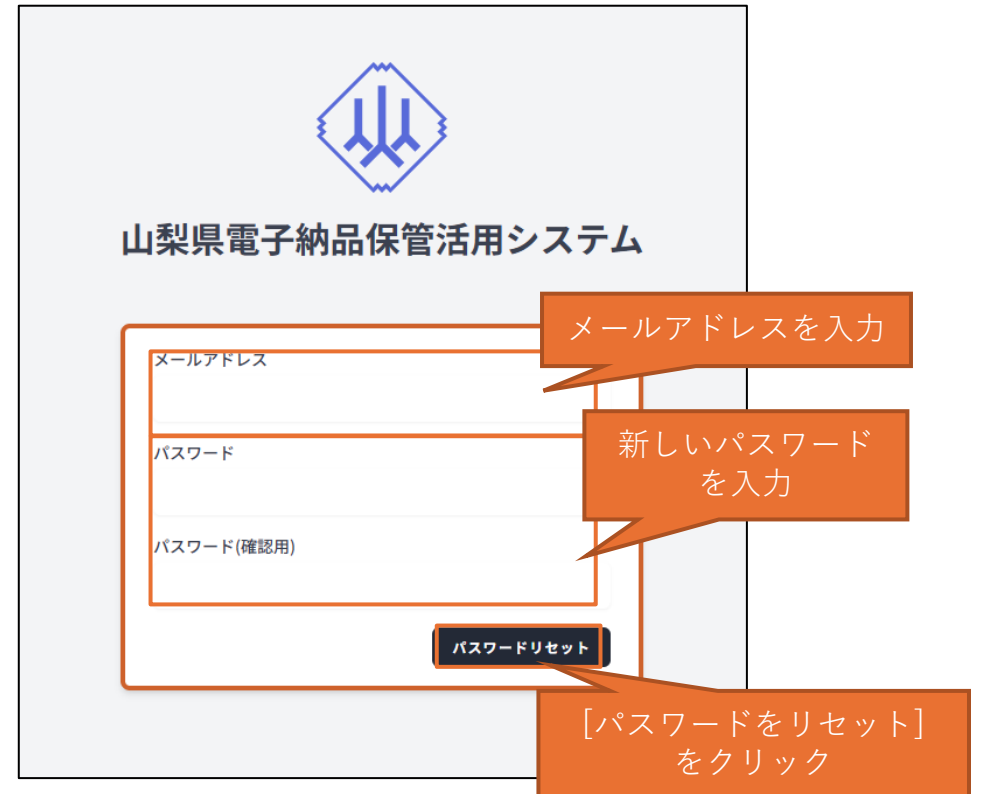 山梨県電子納品保管活用システム
メールアドレスを入力
メールアドレス
新しいパスワード
を入力
パスワード
パスワード(確認用)
パスワードリセット
[パスワードをリセット]
をクリック